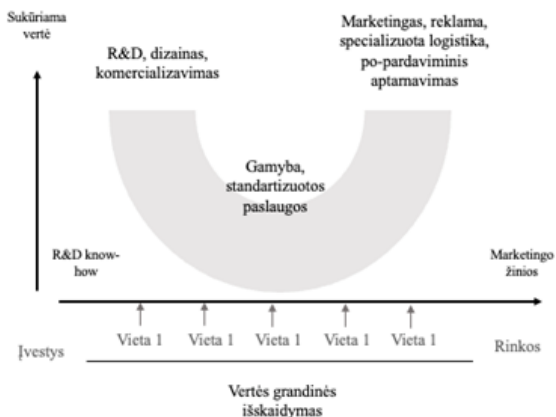 Sukūriama
vertė
R&D, dizainas,
komercializavimas
Marketingas, reklama,
specializuota logistika,
po-pardaviminis
aptarnavimas
Gamyba,
standartizuotos
paslaugos
R&D know-
how
Marketingo
žinios
Įvestys
Vieta 1
Vieta 1
Vieta 1
Vieta 1
Vieta 1
Rinkos
Vertės grandinės
išskaidymas